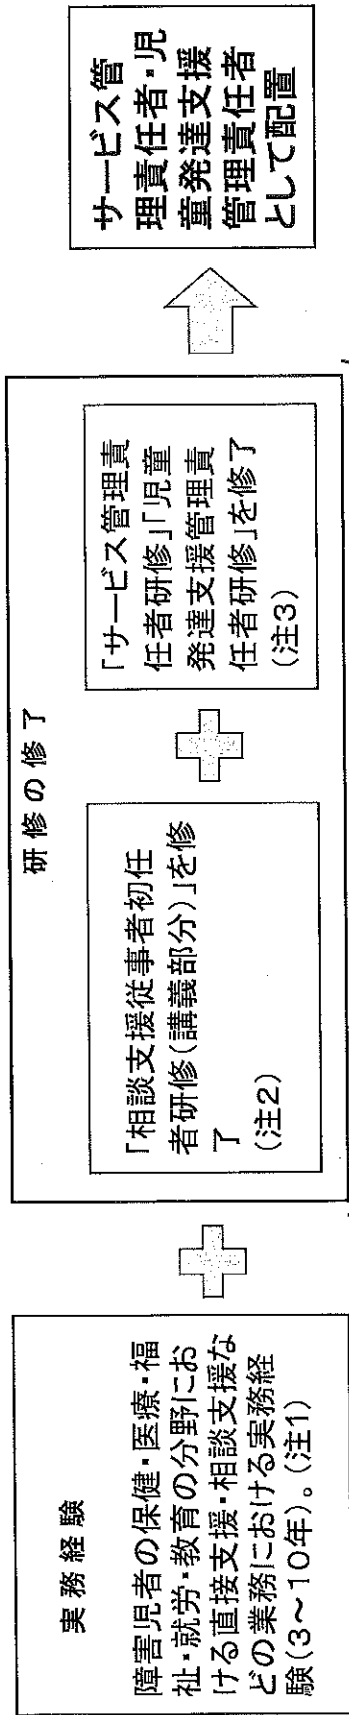 実務経験
障害児者の保健・医療・福
祉・就労・教育の分野にお
ける直接支援・相談支援な
どの業務における実務経
験(3～10年)。(注1)
研修の修了
「相談支援従事者初任
者研修(講義部分)」を修
了
(注2)
「サービス管理責
任者研修」「児童
発達支援管理責
任者研修」を修了
(注3)
サービス管
理責任者・児
童発達支援
管理責任者
として配置